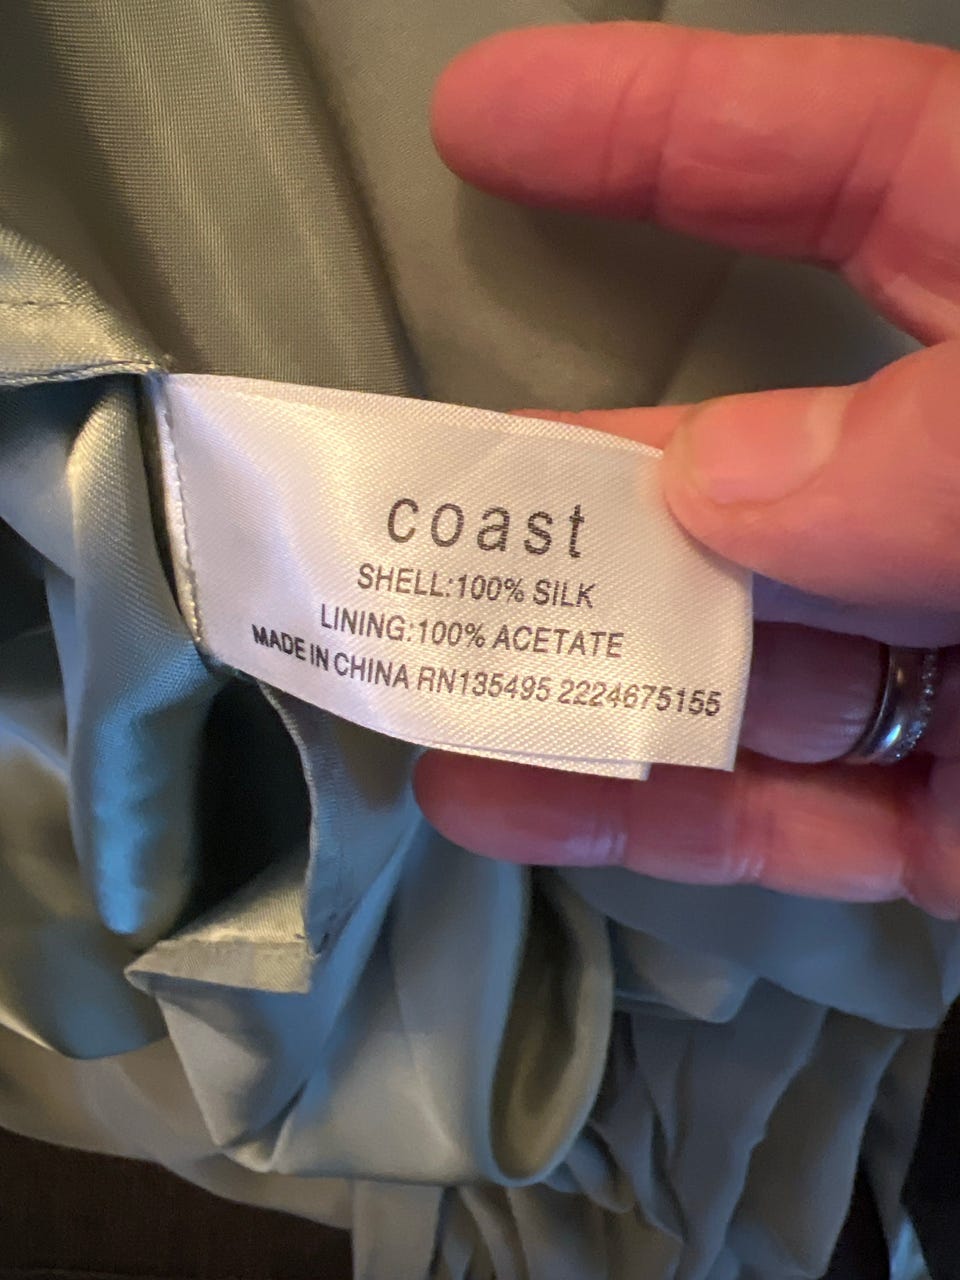 coast
SHELL:100% SILK
LINING:100% ACETATE
MADE IN CHINA RN135495 2224675155